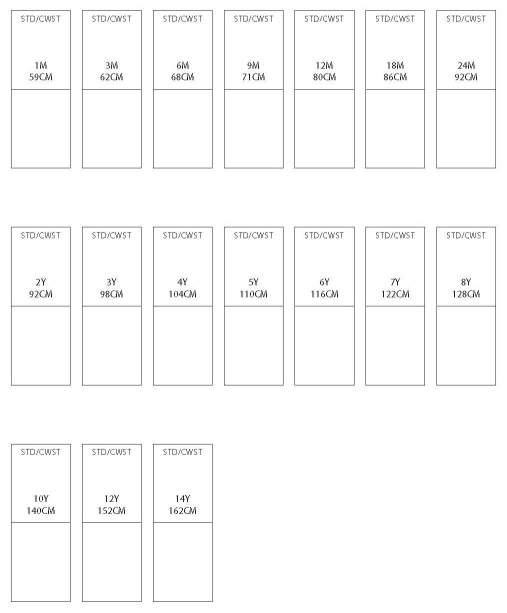 STD/CWST STD/CWST STD/CWST STD/CWST STD/CWST STD/CWST STD/CWST
1M 3M 6M 9M 12M 18M 24M
59CM 62CM 68CM 71CM 80CM 86CM 92CM
STD/CWST STD/CWST STD/CWST STD/CWST STD/CWST STD/CWST STD/CWST
2Y 3Y 4Y 5Y 6Y 7Y 8Y
92CM 98CM 104CM 110CM 116CM 122CM 128CM
STD/CWST STD/CWST STD/CWST
10Y 12Y 14Y
140CM 152CM 162CM